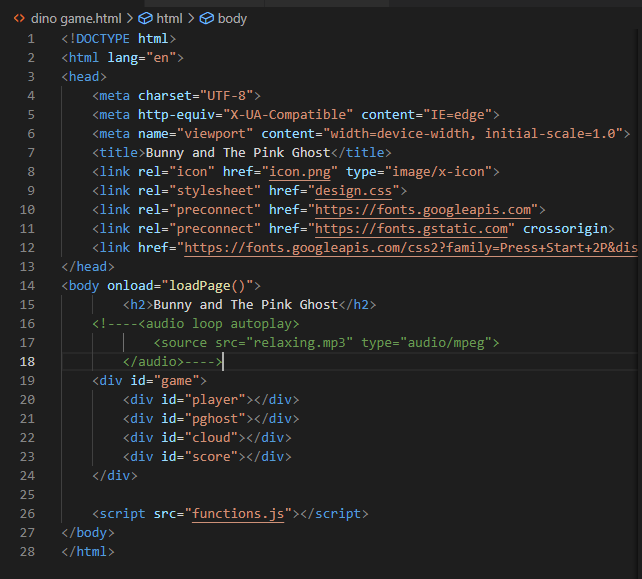 dino game.html > html > body
1 <!DOCTYPE html>
2 <html lang="en">
3 <head>
4 <meta charset="UTF-8">
5 <meta http-equiv="X-UA-Compatible" content="IE=edge">
6 <meta name="viewport" content="width=device-width, initial-scale=1.0">
7 <title>Bunny and The Pink Ghost</title>
8 <link rel="icon" href="icon.png" type="image/x-icon">
9 <link rel="stylesheet" href="design.css">
10 <link rel="preconnect" href="https://fonts.googleapis.com">
11 <link rel="preconnect" href="https://fonts.gstatic.com" crossorigin>
12 <link href="https://fonts.googleapis.com/css2?family=Press+Start+2P&dis
13 </head>
14 <body onload="loadPage()">
15 <h2>Bunny and The Pink Ghost</h2>
16 <!----<audio loop autoplay>
17 <source src="relaxing.mp3" type="audio/mpeg">
18 </audio>---->
19 <div id="game">
20 <div id="player"></div>
21 <div id="pghost"></div>
22 <div id="cloud"></div>
23 <div id="score"></div>
24 </div>
25
26 <script src="functions.js"></script>
27 </body>
28 </html>